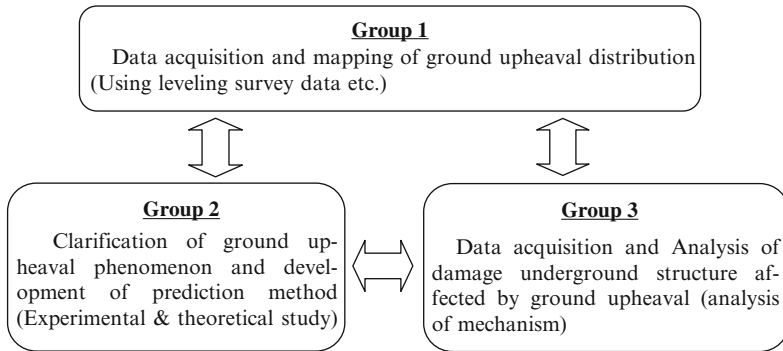 Group 1
Data acquisition and mapping of ground upheaval distribution
(Using leveling survey data etc.)
Group 2
Clarification of ground up-
heaval phenomenon and devel-
opment of prediction method
(Experimental & theoretical study)
Group 3
Data acquisition and Analysis of
damage underground structure af-
fected by ground upheaval (analysis
of mechanism)